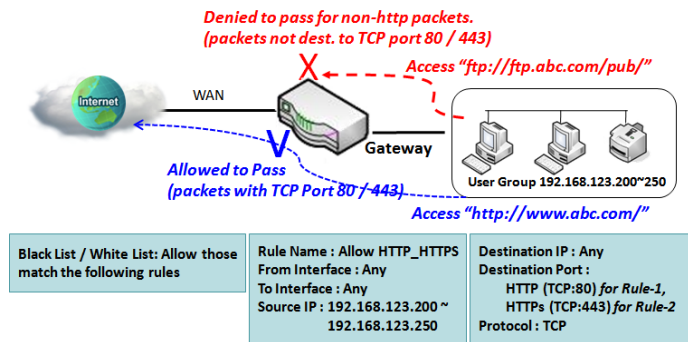 Denied to pass for non-http packets.
(packets not dest. to TCP port 80 / 443)
X
Access “ftp://ftp.abc.com/pub/”
Internet
WAN
Gateway
V
Allowed to Pass
(packets with TCP Port 80 / 443)
User Group 192.168.123.200~250
Access “http://www.abc.com/”
Black List / White List: Allow those
match the following rules
Rule Name : Allow HTTP_HTTPS
From Interface : Any
To Interface : Any
Source IP : 192.168.123.200 ~
192.168.123.250
Destination IP : Any
Destination Port :
HTTP (TCP:80) for Rule-1,
HTTPs (TCP:443) for Rule-2
Protocol : TCP